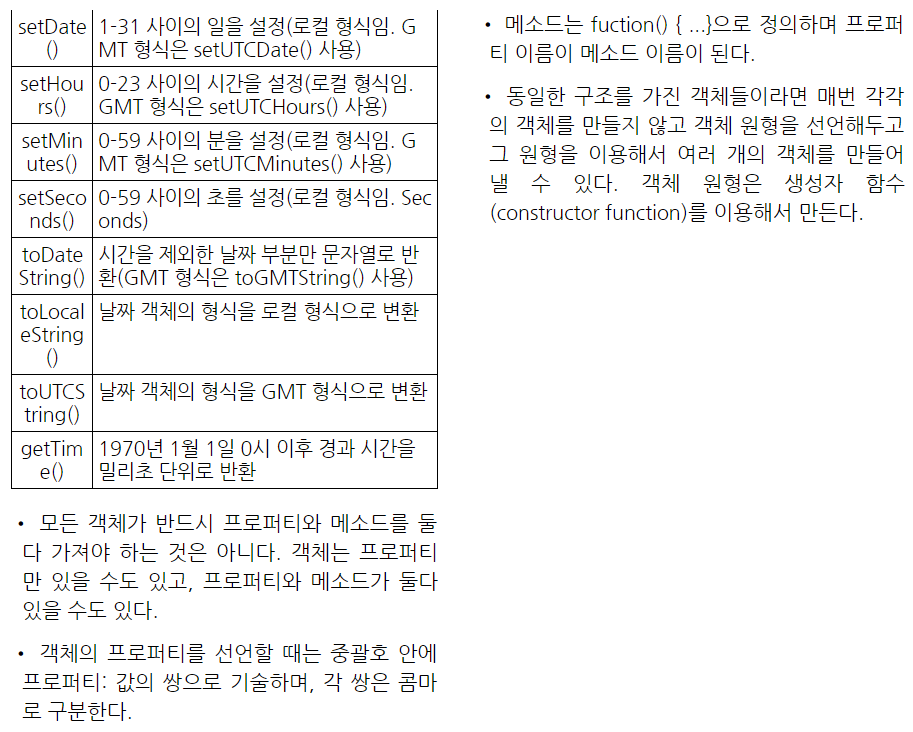 setDate
()
1-31 사이의 일을 설정(로컬 형식임. G
MT 형식은 setUTCDate() 사용)
setHou
rs()
0-23 사이의 시간을 설정(로컬 형식임.
GMT 형식은 setUTCHours() 사용)
setMin
utes()
0-59 사이의 분을 설정(로컬 형식임. G
MT 형식은 setUTCMinutes() 사용)
setSeco
nds()
0-59 사이의 초를 설정(로컬 형식임. Sec
onds)
toDate
String()
시간을 제외한 날짜 부분만 문자열로 반
환(GMT 형식은 toGMTString() 사용)
toLocal
eString
()
날짜 객체의 형식을 로컬 형식으로 변환
toUTCS
tring()
날짜 객체의 형식을 GMT 형식으로 변환
getTim
e()
1970년 1월 1일 0시 이후 경과 시간을
밀리초 단위로 반환
• 모든 객체가 반드시 프로퍼티와 메소드를 둘
다 가져야 하는 것은 아니다. 객체는 프로퍼티
만 있을 수도 있고, 프로퍼티와 메소드가 둘다
있을 수도 있다.
• 객체의 프로퍼티를 선언할 때는 중괄호 안에
프로퍼티: 값의 쌍으로 기술하며, 각 쌍은 콤마
로 구분한다.
• 메소드는 fuction() { ...}으로 정의하며 프로퍼
티 이름이 메소드 이름이 된다.
• 동일한 구조를 가진 객체들이라면 매번 각각
의 객체를 만들지 않고 객체 원형을 선언해두고
그 원형을 이용해서 여러 개의 객체를 만들어
낼 수 있다. 객체 원형은 생성자 함수
(constructor function)를 이용해서 만든다.